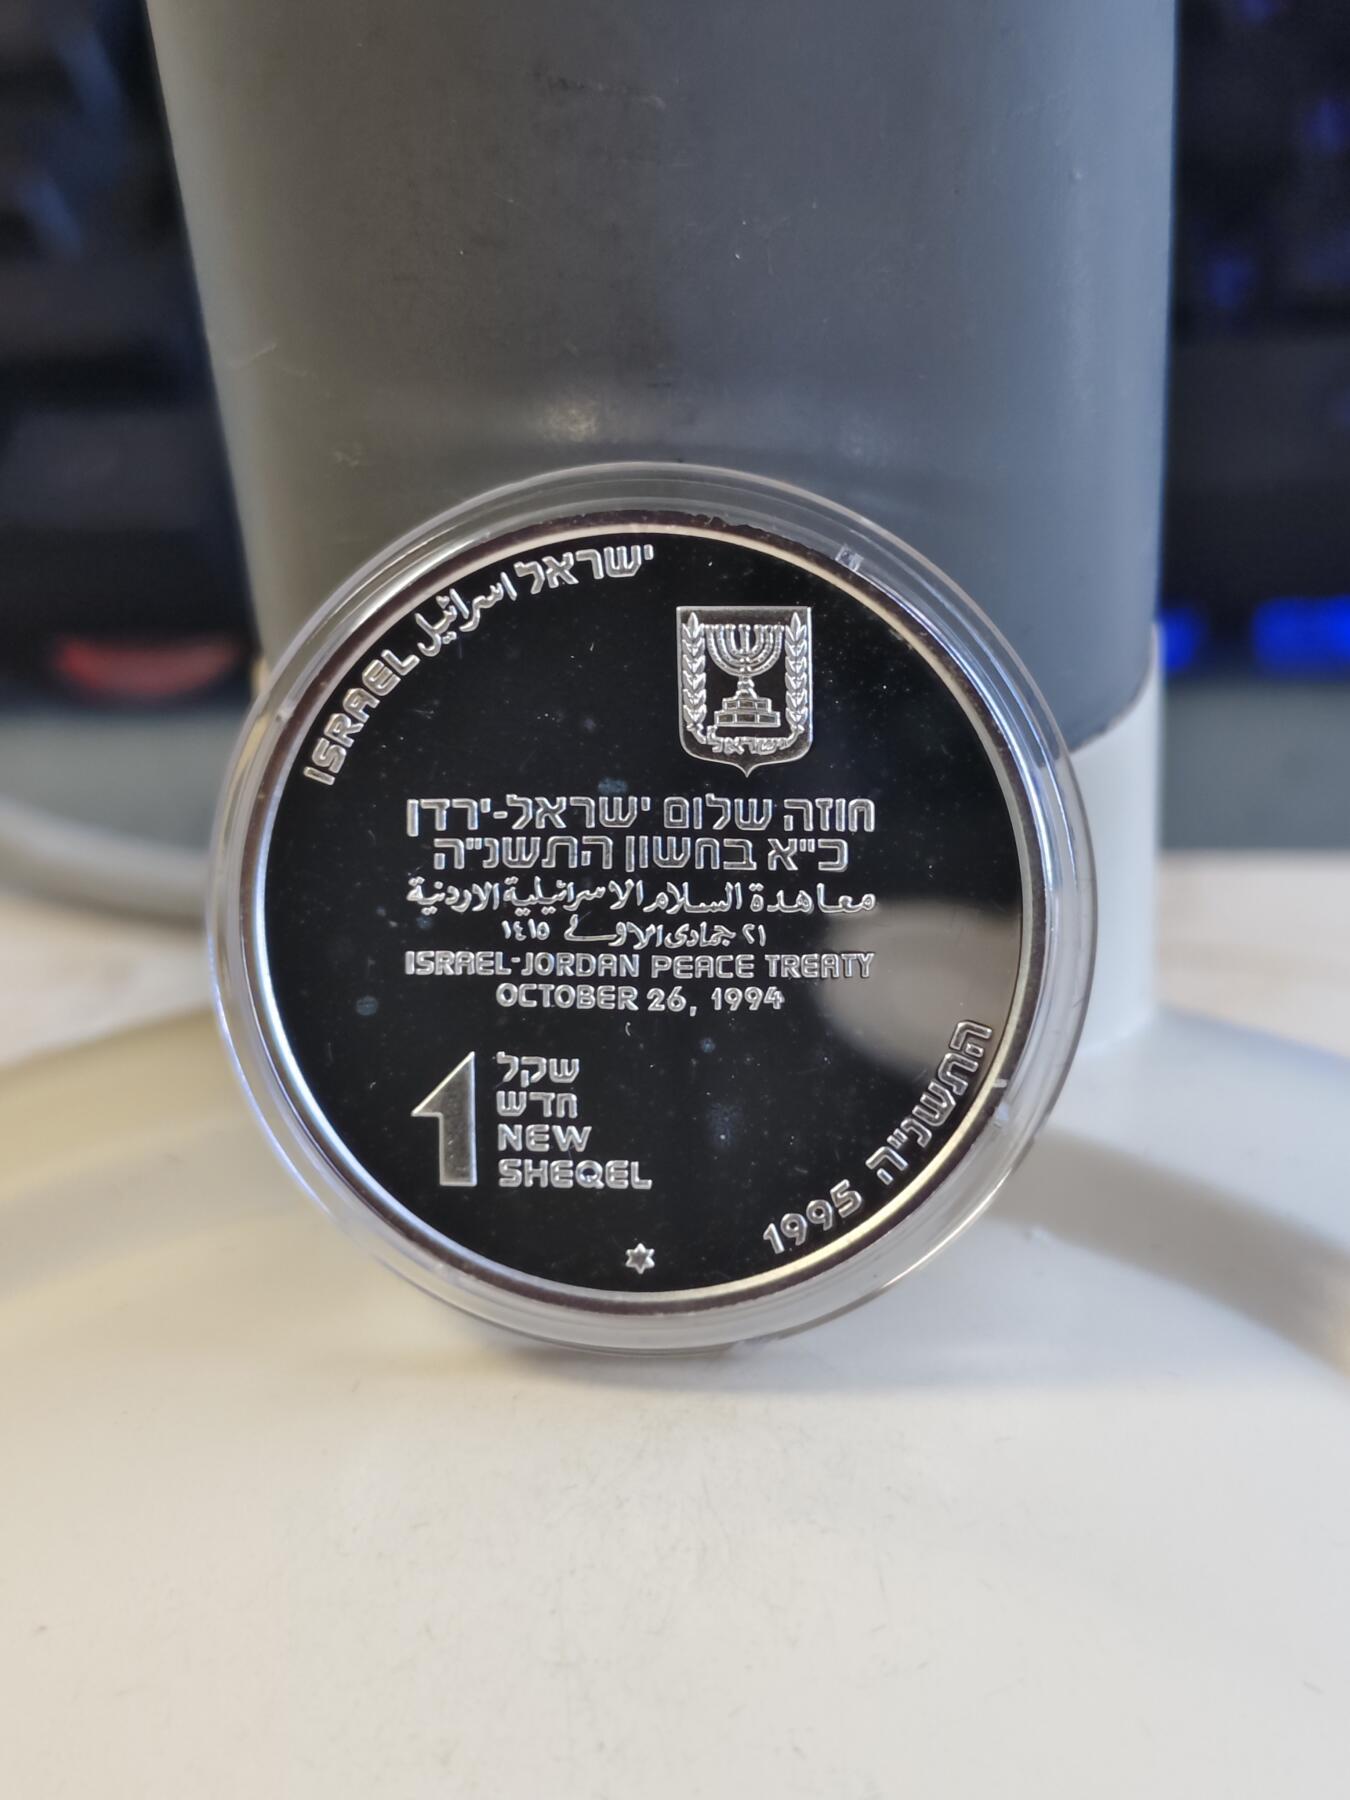 ישראל اسرائيل ISRAEL
ישראל
חוזה שלום ישראל-ירדן
כ"א בחשון התשנ"ה
معاهدة السلام الاسرائيلية الاردنية
٢١ جمادى الاولى ١٤١٥
ISRAEL-JORDAN PEACE TREATY
OCTOBER 26, 1994
1
שקל
חדש
NEW
SHEQEL
התשנ"ה 1995